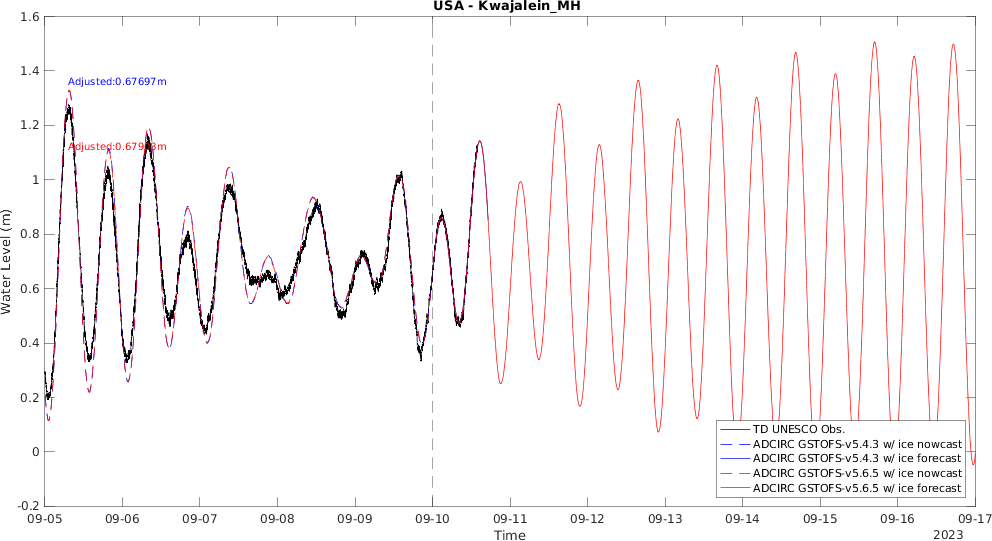 USA - Kwajalein_MH
Water Level (m)
1.6
1.4
1.2
1
0.8
0.6
0.4
0.2
0
-0.2
Adjusted:0.67697m
TD UNESCO Obs.
ADCIRC GSTOFS-v5.4.3 w/ ice nowcast
ADCIRC GSTOFS-v5.4.3 w/ ice forecast
ADCIRC GSTOFS-v5.6.5 w/ ice nowcast
ADCIRC GSTOFS-v5.6.5 w/ ice forecast
09-05 09-06 09-07 09-08 09-09 09-10 09-11 09-12 09-13 09-14 09-15 09-16 09-17
Time
2023